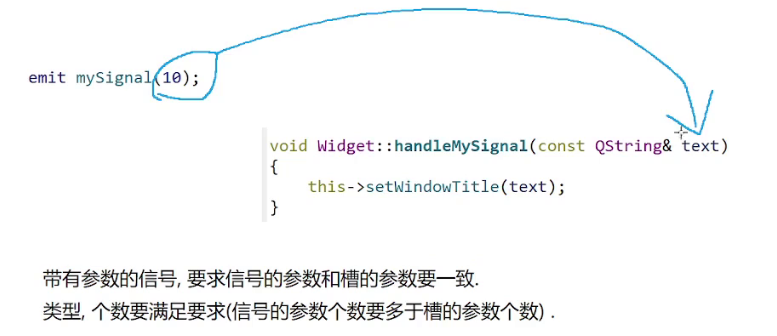 emit mySignal(10);
void Widget::handleMySignal(const QString& text)
{
this->setWindowTitle(text);
}
带有参数的信号, 要求信号的参数和槽的参数要一致.
类型, 个数要满足要求(信号的参数个数要多于槽的参数个数) .